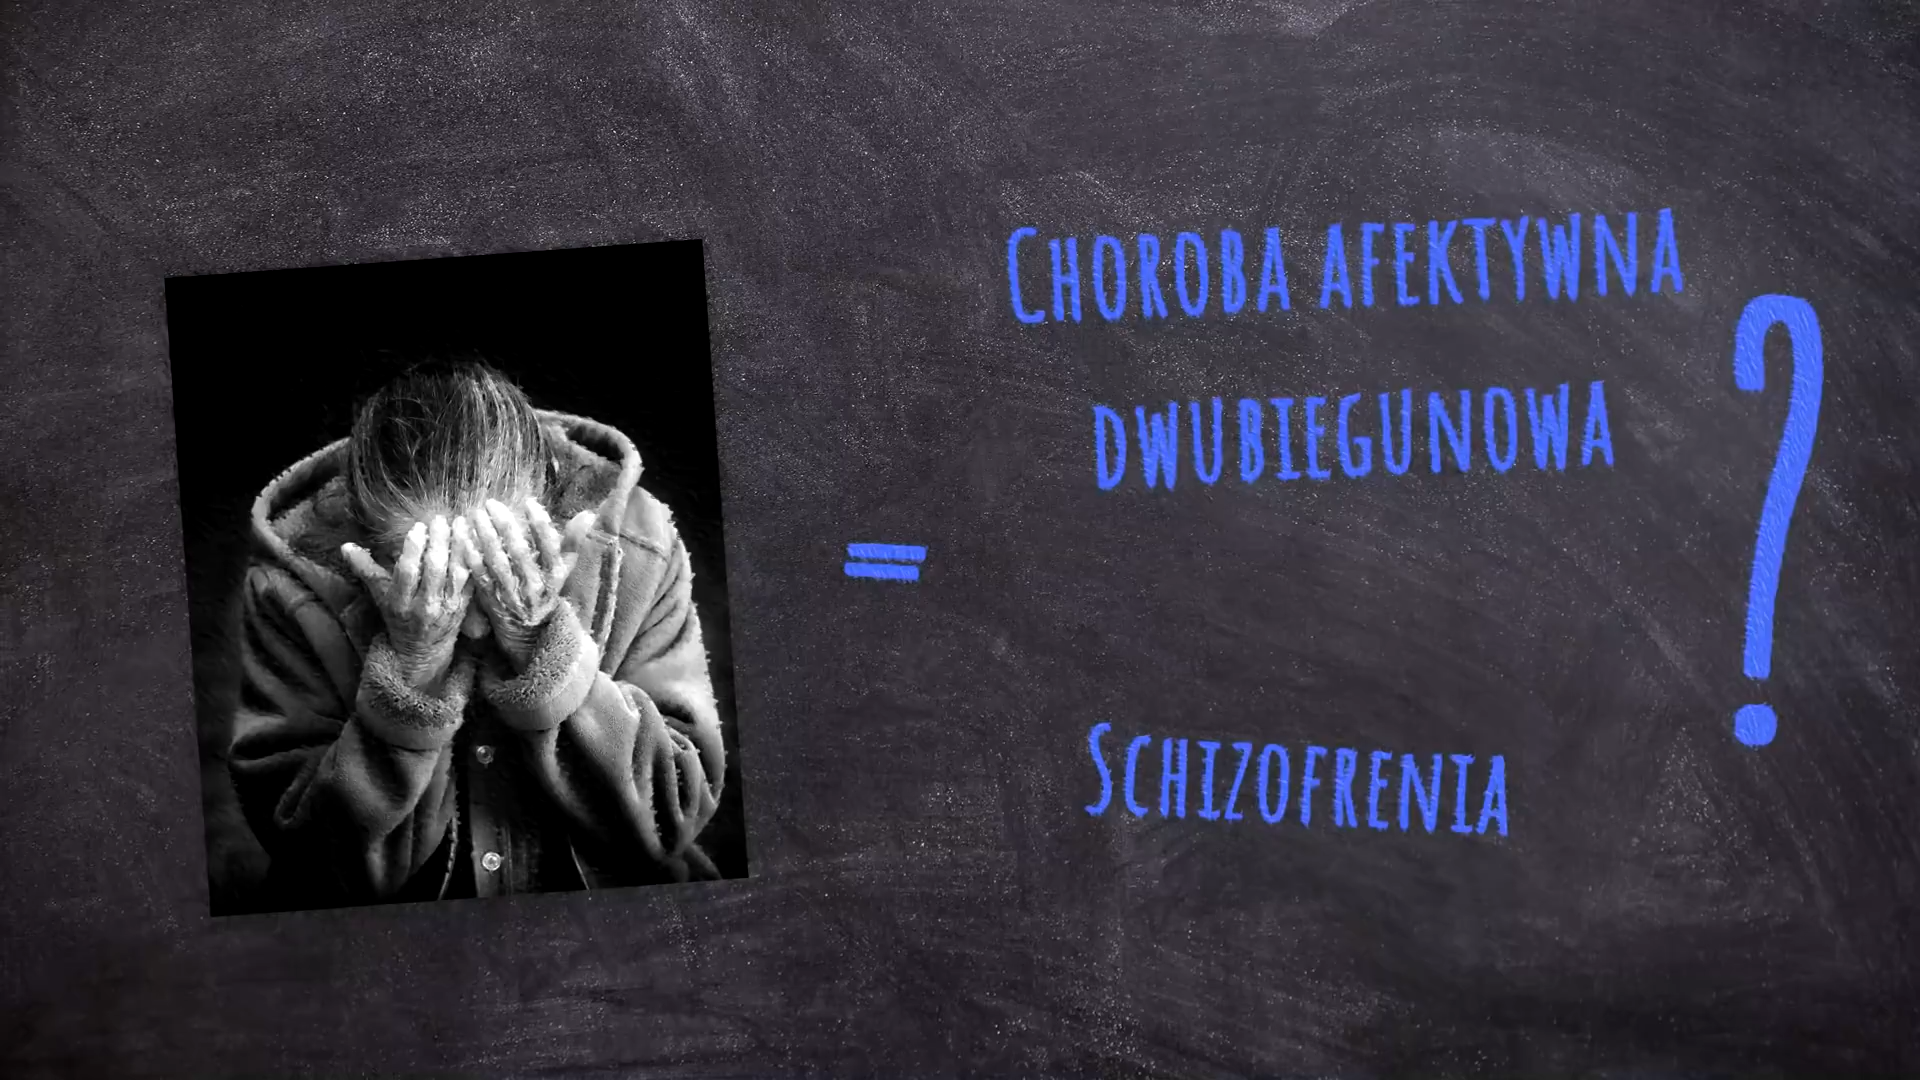 Choroba afektywna
dwubiegunowa
=
?
Schizofrenia